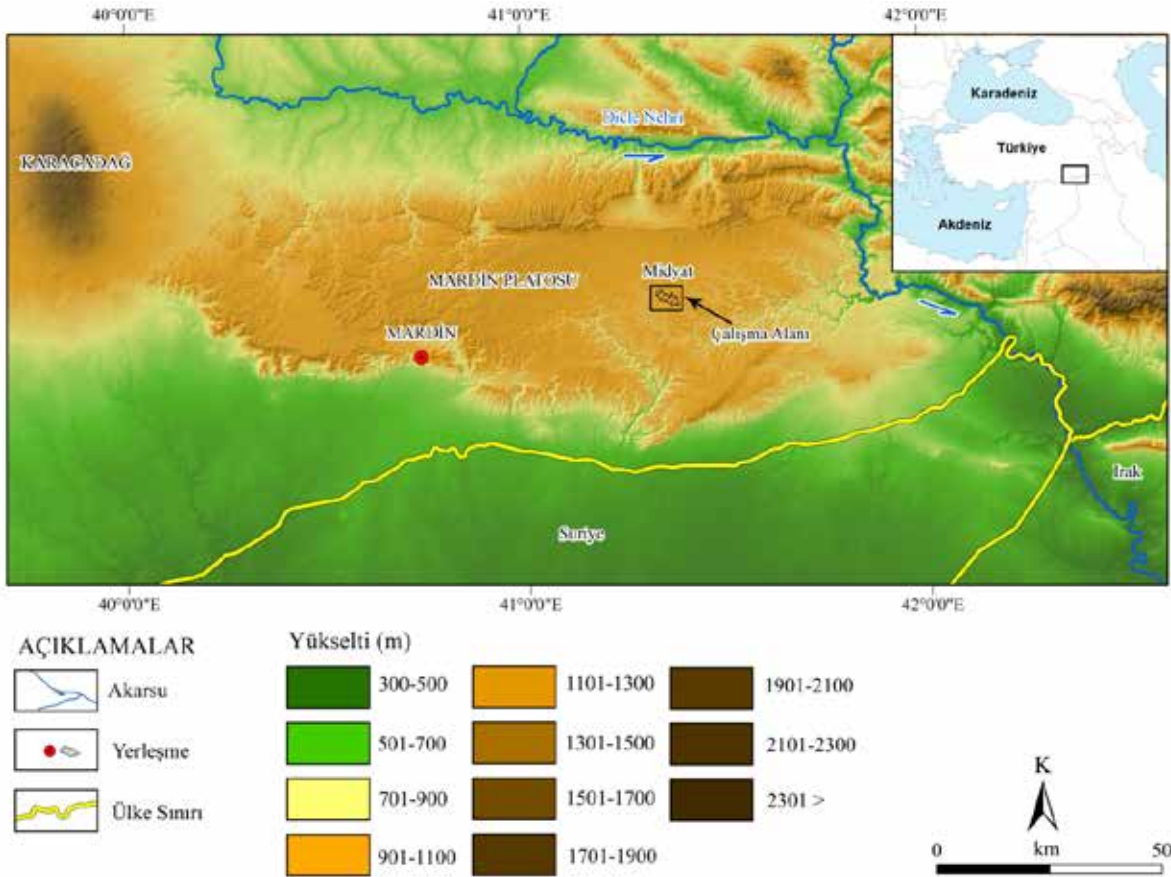 40°0'0"E 41°0'0"E 42°0'0"E
Karadeniz
Türkiye
Akdeniz
Dicle Nehri
KARACADAĞ
MARDİN PLATOSU
Midyat
Çalışma Alanı
MARDİN
Irak
Suriye
40°0'0"E 41°0'0"E 42°0'0"E
AÇIKLAMALAR
Akarsu
Yerleşme
Ülke Sınırı
Yükselti (m)
300-500
501-700
701-900
901-1100
1101-1300
1301-1500
1501-1700
1701-1900
1901-2100
2101-2300
2301 >
K
0 km 50